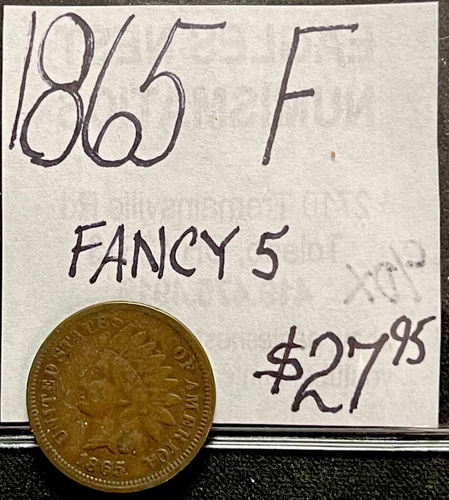 1865 F
FANCY 5
$27.95
UNITED STATES OF AMERICA
1865